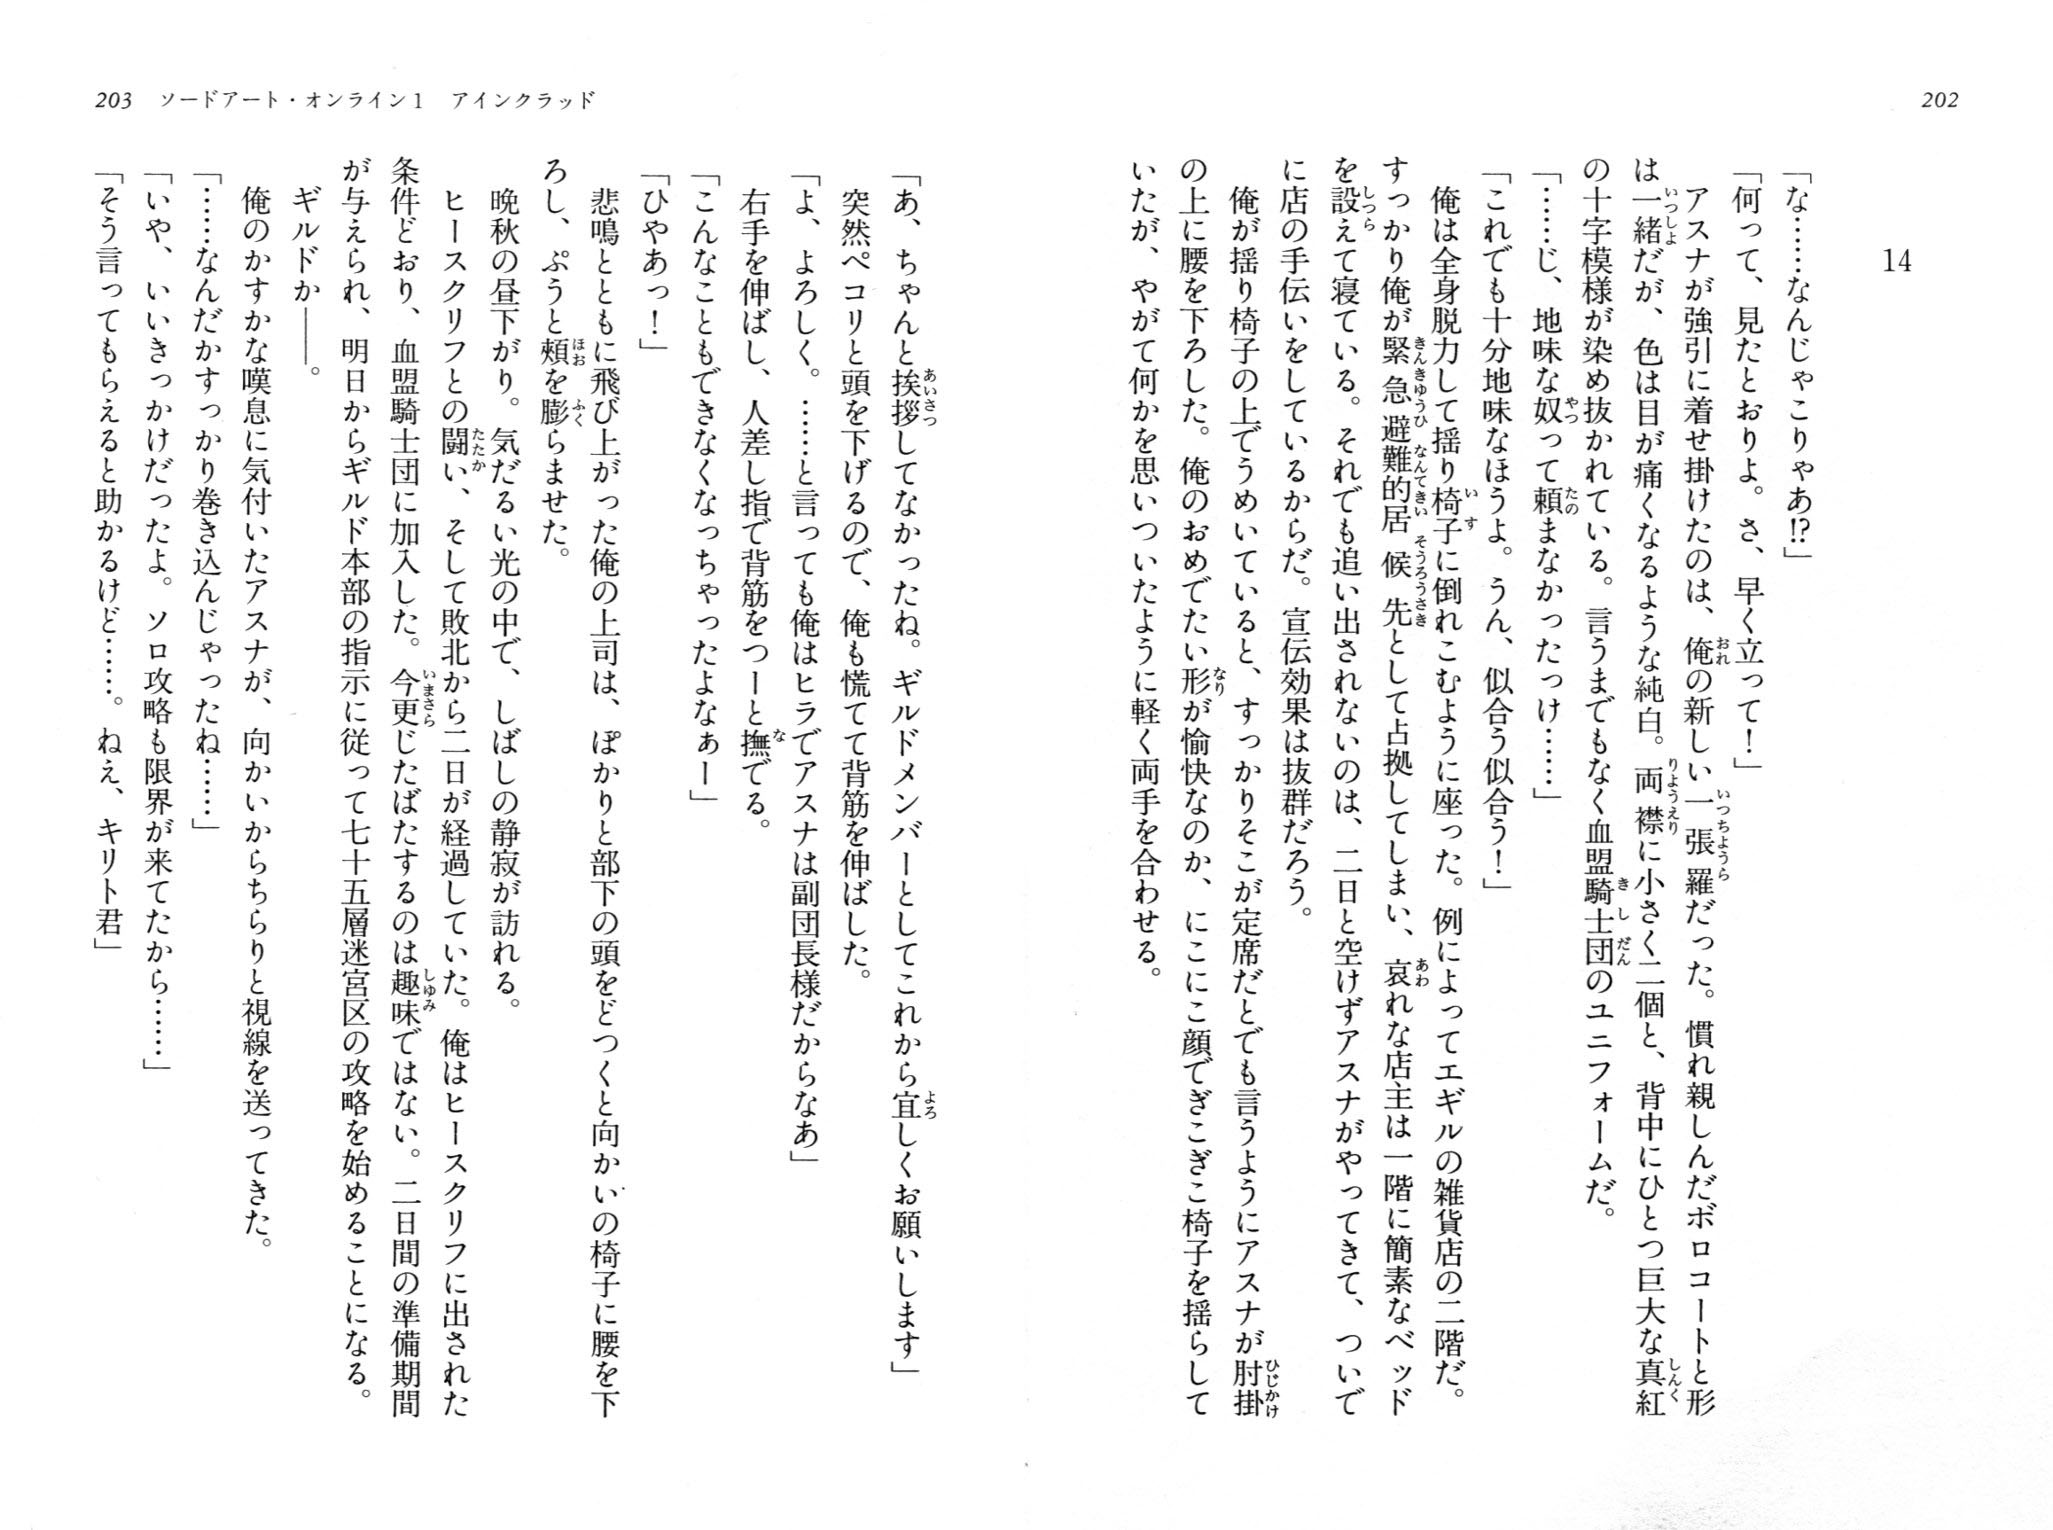 202
14
「な……なんじゃこりゃあ!?」
「何って、見たとおりよ。さ、早く立って！」
　アスナが強引に着せ掛けたのは、俺の新しい一張羅だった。慣れ親しんだボロコートと形
は一緒だが、色は目が痛くなるような純白。両襟に小さく二個と、背中にひとつ巨大な真紅
の十字模様が染め抜かれている。言うまでもなく血盟騎士団のユニフォームだ。
「……じ、地味な奴って頼まなかったっけ……」
「これでも十分地味なほうよ。うん、似合う似合う！」
　俺は全身脱力して揺り椅子に倒れこむように座った。例によってエギルの雑貨店の二階だ。
すっかり俺が緊急避難的居候先として占拠してしまい、哀れな店主は一階に簡素なベッド
を設えて寝ている。それでも追い出されないのは、二日と空けずアスナがやってきて、ついで
に店の手伝いをしているからだ。宣伝効果は抜群だろう。
　俺が揺り椅子の上でうめいていると、すっかりそこが定席だとでも言うようにアスナが肘掛
の上に腰を下ろした。俺のおめでたい形が愉快なのか、にこにこ顔でぎこぎこ椅子を揺らして
いたが、やがて何かを思いついたように軽く両手を合わせる。
203　ソードアート・オンライン1　アインクラッド
「あ、ちゃんと挨拶してなかったね。ギルドメンバーとしてこれから宜しくお願いします」
　突然ペコリと頭を下げるので、俺も慌てて背筋を伸ばした。
「よ、よろしく。……と言っても俺はヒラでアスナは副団長様だからなあ」
　右手を伸ばし、人差し指で背筋をつーと撫でる。
「こんなこともできなくなっちゃったよなぁー」
「ひやあっ！」
　悲鳴とともに飛び上がった俺の上司は、ぽかりと部下の頭をどつくと向かいの椅子に腰を下
ろし、ぷうと頬を膨らませた。
　晩秋の昼下がり。気だるい光の中で、しばしの静寂が訪れる。
　ヒースクリフとの闘い、そして敗北から二日が経過していた。俺はヒースクリフに出された
条件どおり、血盟騎士団に加入した。今更じたばたするのは趣味ではない。二日間の準備期間
が与えられ、明日からギルド本部の指示に従って七十五層迷宮区の攻略を始めることになる。
　ギルドか――。
　俺のかすかな嘆息に気付いたアスナが、向かいからちらりと視線を送ってきた。
「……なんだかすっかり巻き込んじゃったね……」
「いや、いいきっかけだったよ。ソロ攻略も限界が来てたから……」
「そう言ってもらえると助かるけど……。ねえ、キリト君」